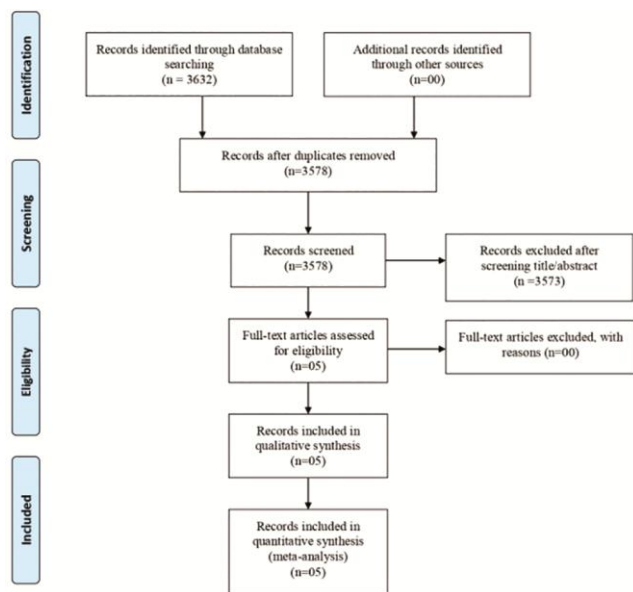 Identification
Records identified through database
searching
(n = 3632)
Additional records identified
through other sources
(n=00)
Records after duplicates removed
(n=3578)
Screening
Records screened
(n=3578)
Records excluded after
screening title/abstract
(n =3573)
Eligibility
Full-text articles assessed
for eligibility
(n=05)
Full-text articles excluded, with
reasons (n=00)
Records included in
qualitative synthesis
(n=05)
Included
Records included in
quantitative synthesis
(meta-analysis)
(n=05)